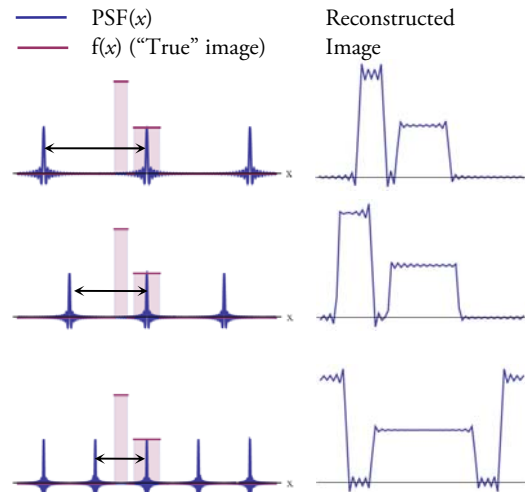 PSF(x)
f(x) (“True” image)
Reconstructed
Image
x
x
x